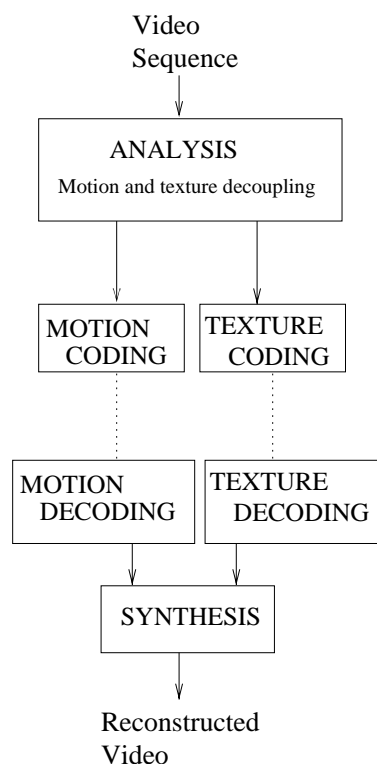 Video
Sequence
ANALYSIS
Motion and texture decoupling
MOTION
CODING
TEXTURE
CODING
MOTION
DECODING
TEXTURE
DECODING
SYNTHESIS
Reconstructed
Video